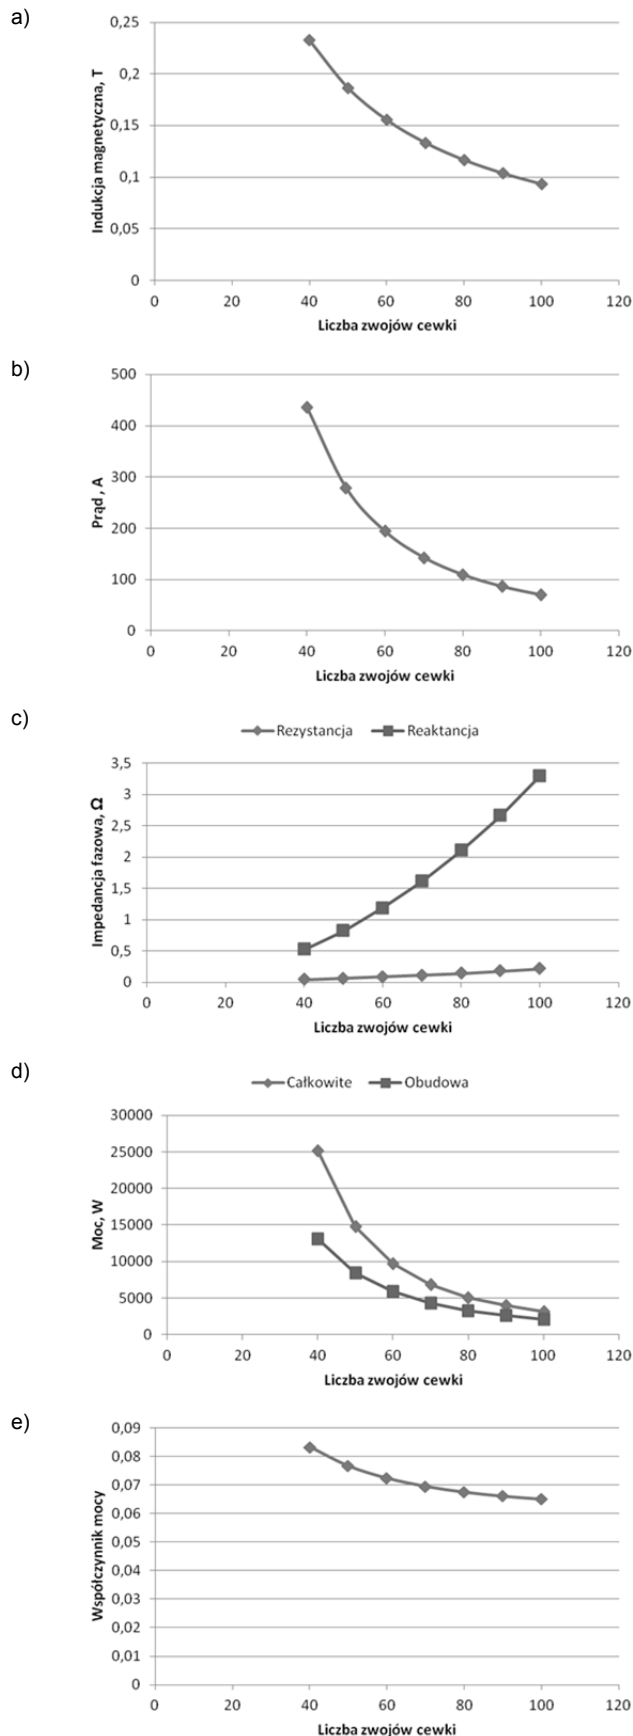 a)
Indukcja magnetyczna, T
0,25
0,2
0,15
0,1
0,05
0
0 20 40 60 80 100 120
Liczba zwojów cewki
b)
Prąd , A
500
400
300
200
100
0
0 20 40 60 80 100 120
Liczba zwojów cewki
c)
Rezystancja Reaktancja
Impedancja fazowa, Ω
3,5
3
2,5
2
1,5
1
0,5
0
0 20 40 60 80 100 120
Liczba zwojów cewki
d)
Całkowite Obudowa
Moc, W
30000
25000
20000
15000
10000
5000
0
0 20 40 60 80 100 120
Liczba zwojów cewki
e)
Współczynnik mocy
0,09
0,08
0,07
0,06
0,05
0,04
0,03
0,02
0,01
0
0 20 40 60 80 100 120
Liczba zwojów cewki